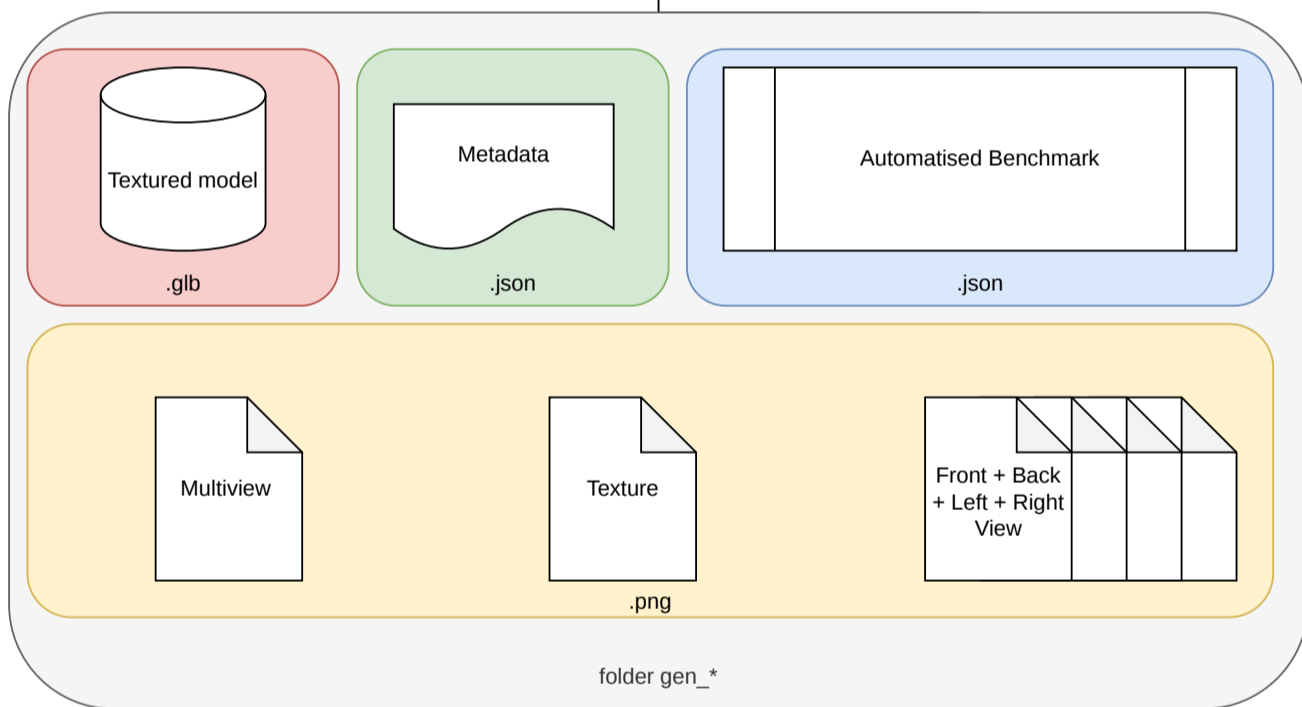 Textured model
.glb
Metadata
.json
Automatised Benchmark
.json
Multiview
Texture
Front + Back
+ Left + Right
View
.png
folder gen_*